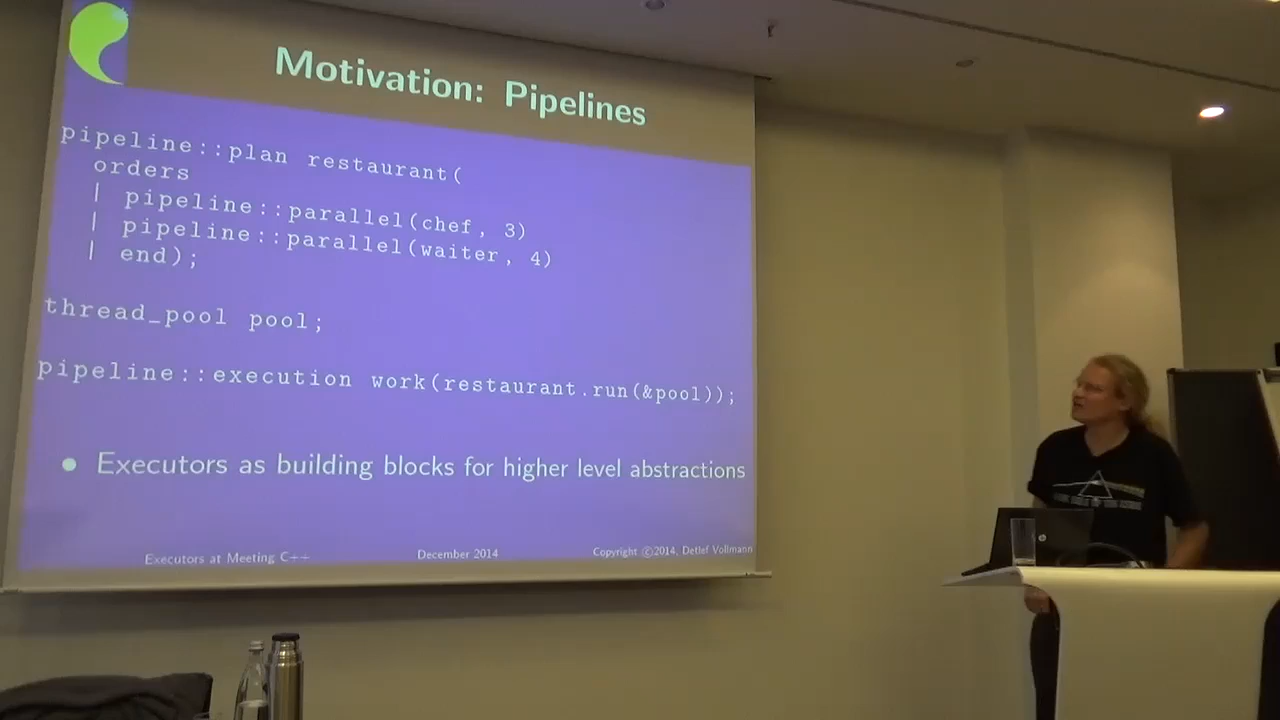 Motivation: Pipelines
pipeline::plan restaurant(
orders
| pipeline::parallel(chef, 3)
| pipeline::parallel(waiter, 4)
| end);
thread_pool pool;
pipeline::execution work(restaurant.run(&pool));
● Executors as building blocks for higher level abstractions
Executors at Meeting C++
December 2014
Copyright ©2014, Detlef Vollmann